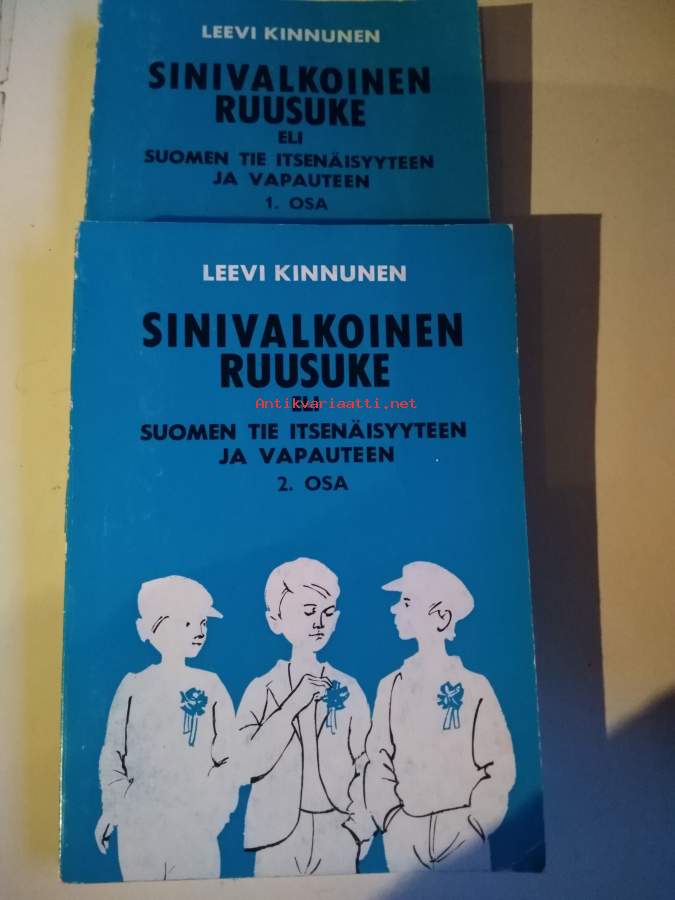 LEEVI KINNUNEN
SINIVALKOINEN
RUUSUKE
ELI
SUOMEN TIE ITSENÄISYYTEEN
JA VAPAUTEEN
1. OSA
LEEVI KINNUNEN
SINIVALKOINEN
RUUSUKE
ELI
Antikvariaatti.net
SUOMEN TIE ITSENÄISYYTEEN
JA VAPAUTEEN
2. OSA